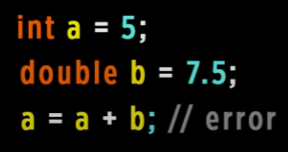 int a = 5;
double b = 7.5;
a = a + b; // error